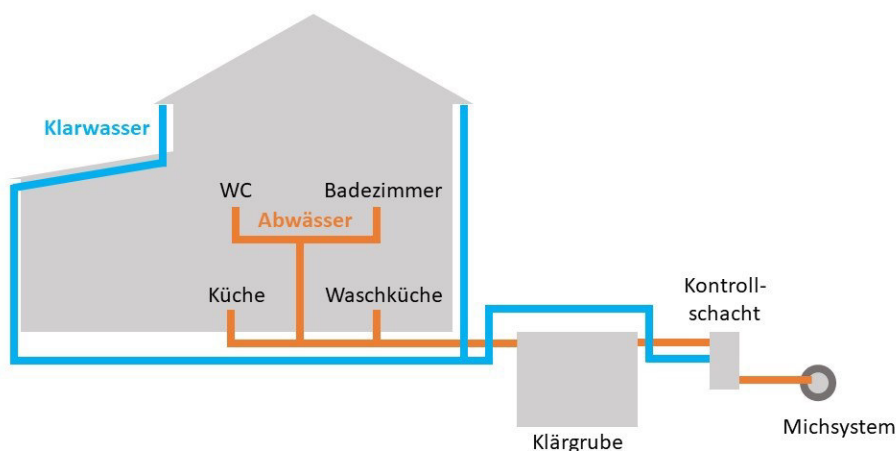 Klarwasser
WC
Badezimmer
Abwässer
Küche
Waschküche
Kontroll-
schacht
Michsystem
Klärgrube